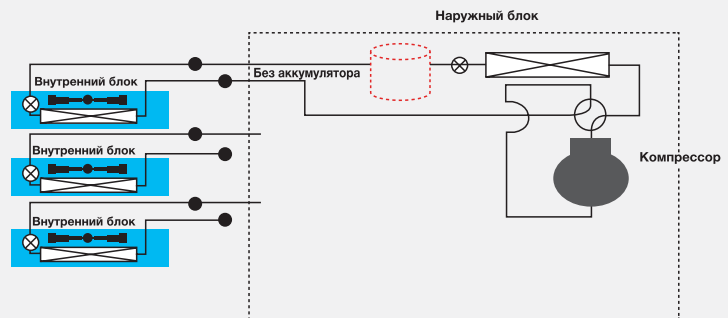 Наружный блок
Без аккумулятора
Внутренний блок
Внутренний блок
Компрессор
Внутренний блок